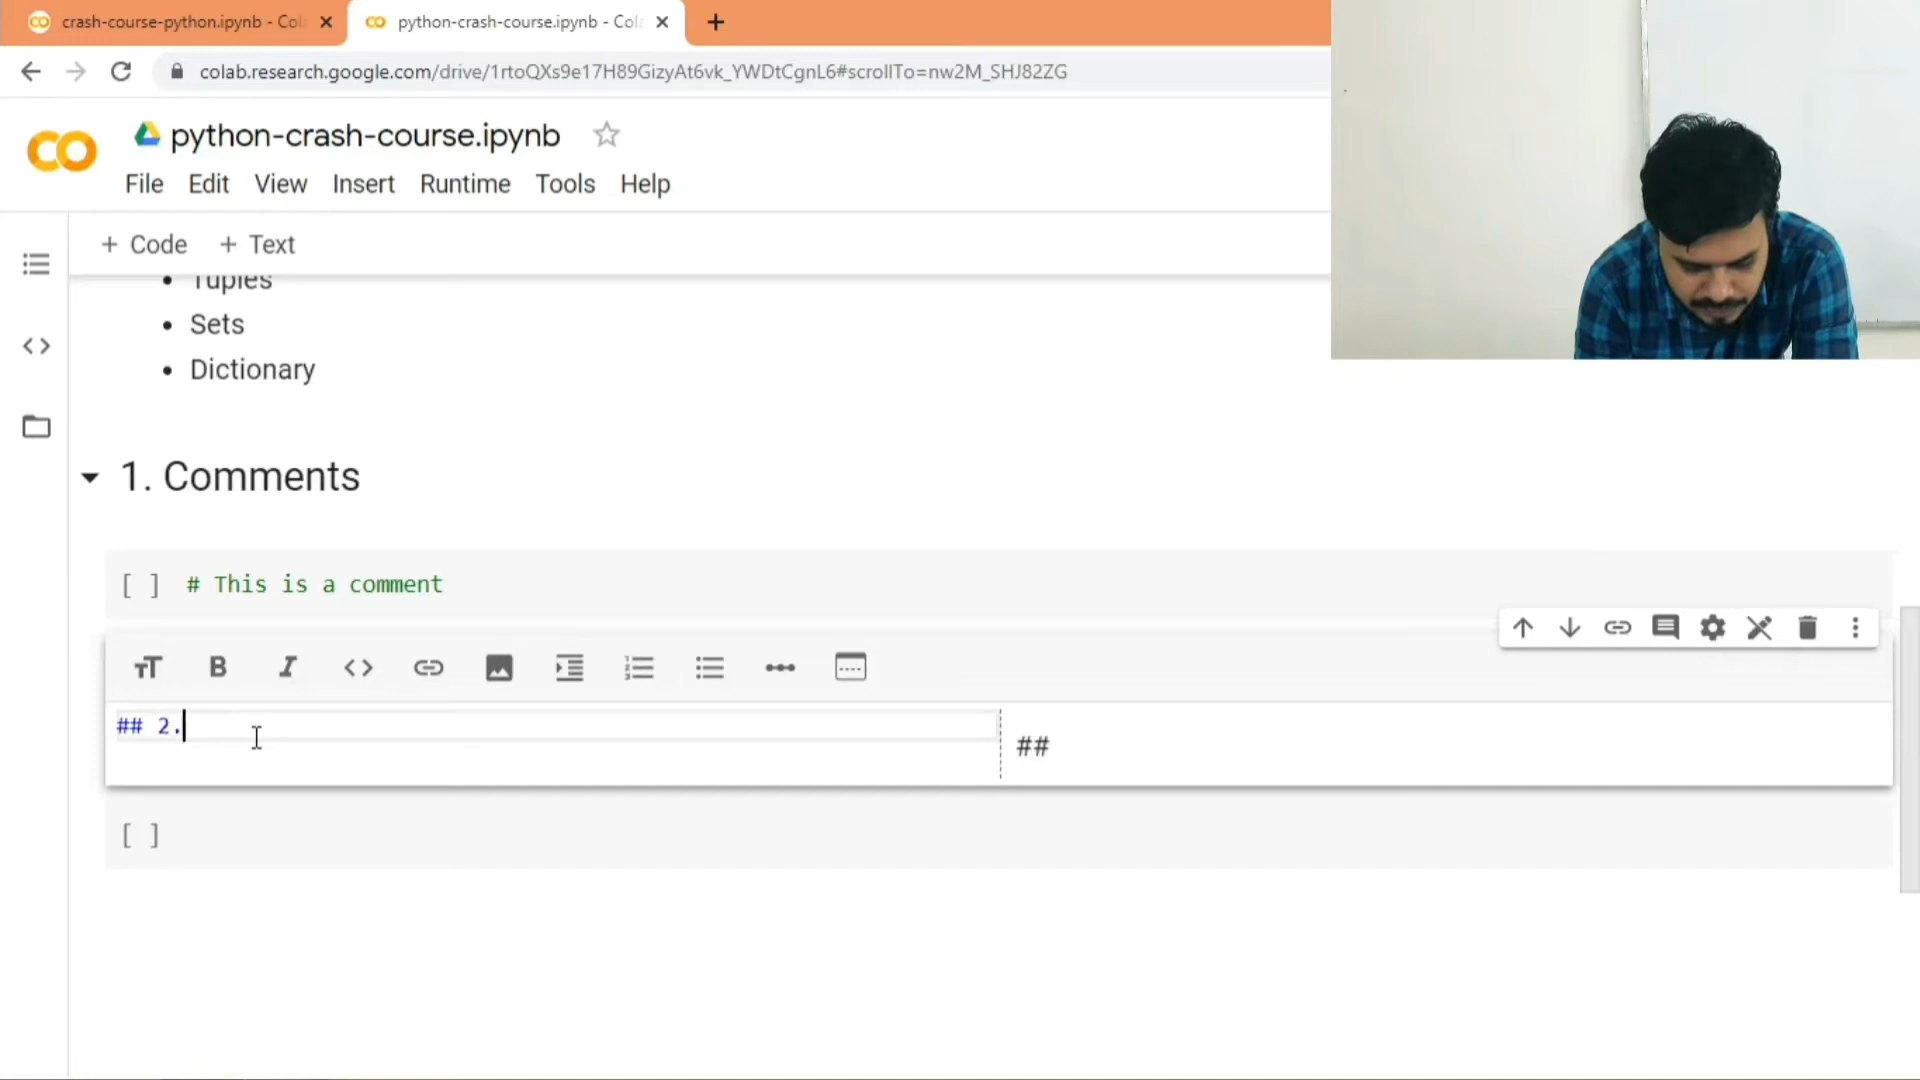 crash-course-python.ipynb - Col
python-crash-course.ipynb - Col
colab.research.google.com/drive/1rtoQXs9e17H89GizyAt6vk_YWDtCgnL6#scrollTo=nw2M_SHJ82ZG
CO python-crash-course.ipynb
File Edit View Insert Runtime Tools Help
+ Code + Text
• Tuples
• Sets
• Dictionary
1. Comments
[ ] # This is a comment
TT B I <>
## 2.
##
[ ]